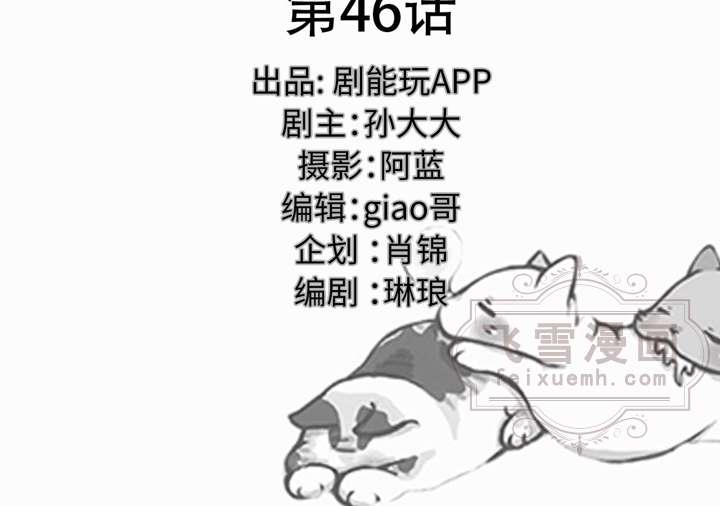 第46话
出品: 剧能玩APP
剧主:孙大大
摄影:阿蓝
编辑:giao哥
企划 :肖锦
编剧 :琳琅
飞雪漫画
feixuemh.com